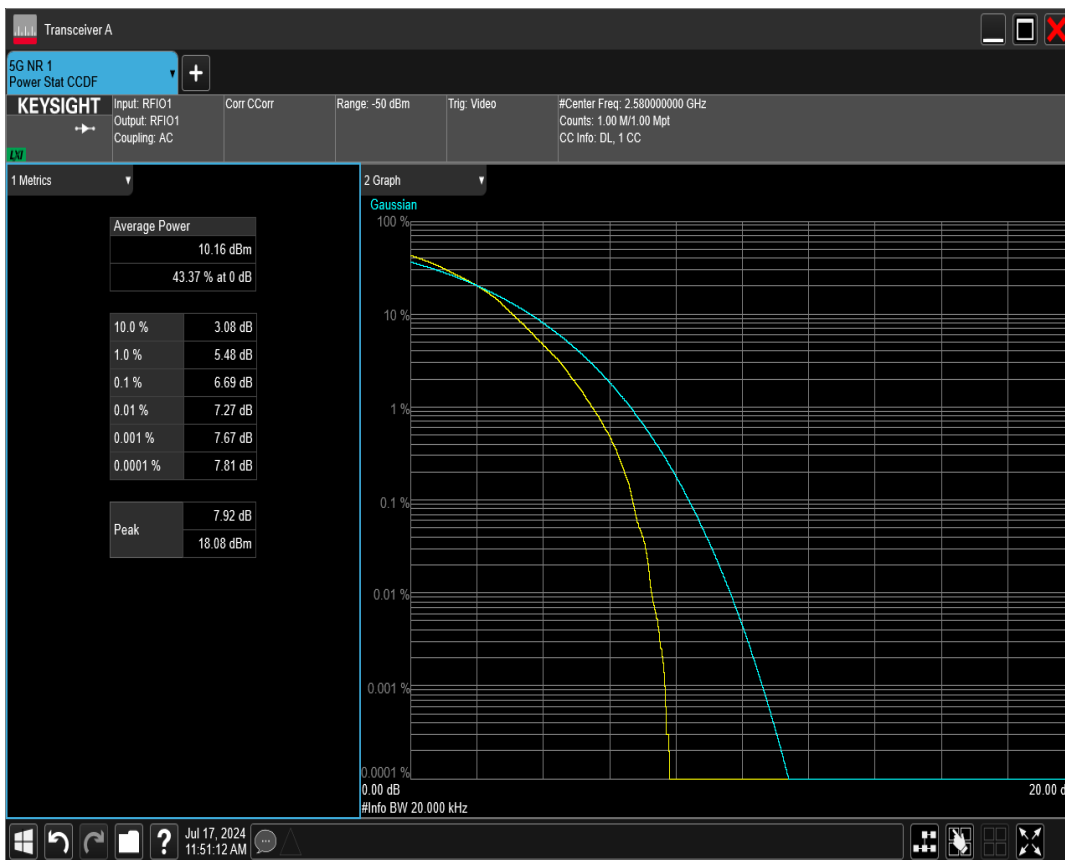 Transceiver A
5G NR 1
Power Stat CCDF
KEYSIGHT
Input: RFIO1
Output: RFIO1
Coupling: AC
Corr CCorr
Range: -50 dBm
Trig: Video
#Center Freq: 2.580000000 GHz
Counts: 1.00 M/1.00 Mpt
CC Info: DL, 1 CC
LXI
1 Metrics
Average Power
10.16 dBm
43.37 % at 0 dB
10.0 % 3.08 dB
1.0 % 5.48 dB
0.1 % 6.69 dB
0.01 % 7.27 dB
0.001 % 7.67 dB
0.0001 % 7.81 dB
Peak
7.92 dB
18.08 dBm
2 Graph
Gaussian
100 %
10 %
1 %
0.1 %
0.01 %
0.001 %
0.0001 %
0.00 dB
20.00 d
#Info BW 20.000 kHz
?
Jul 17, 2024
11:51:12 AM